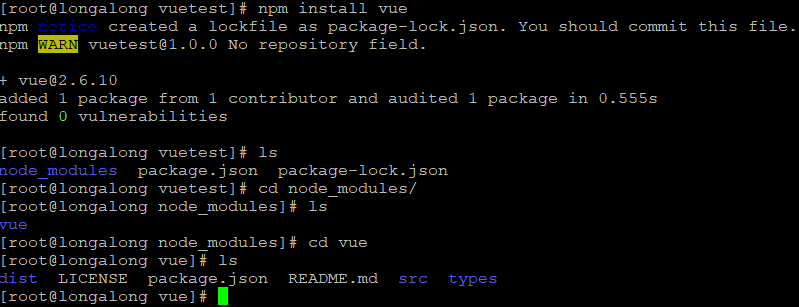 [root@longalong vuetest]# npm install vue
npm notice created a lockfile as package-lock.json. You should commit this file.
npm WARN vuetest@1.0.0 No repository field.
+ vue@2.6.10
added 1 package from 1 contributor and audited 1 package in 0.555s
found 0 vulnerabilities
[root@longalong vuetest]# ls
node_modules  package.json  package-lock.json
[root@longalong vuetest]# cd node_modules/
[root@longalong node_modules]# ls
vue
[root@longalong node_modules]# cd vue
[root@longalong vue]# ls
dist  LICENSE  package.json  README.md  src  types
[root@longalong vue]#